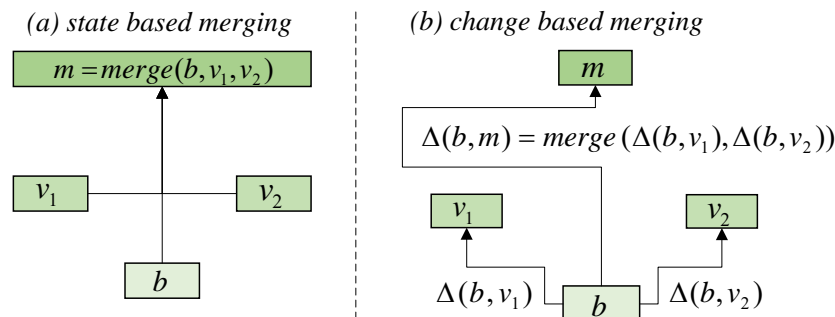 (a) state based merging
m = merge(b, v₁, v₂)
v₁
v₂
b
(b) change based merging
m
Δ(b, m) = merge(Δ(b, v₁), Δ(b, v₂))
v₁
v₂
Δ(b, v₁)
b
Δ(b, v₂)